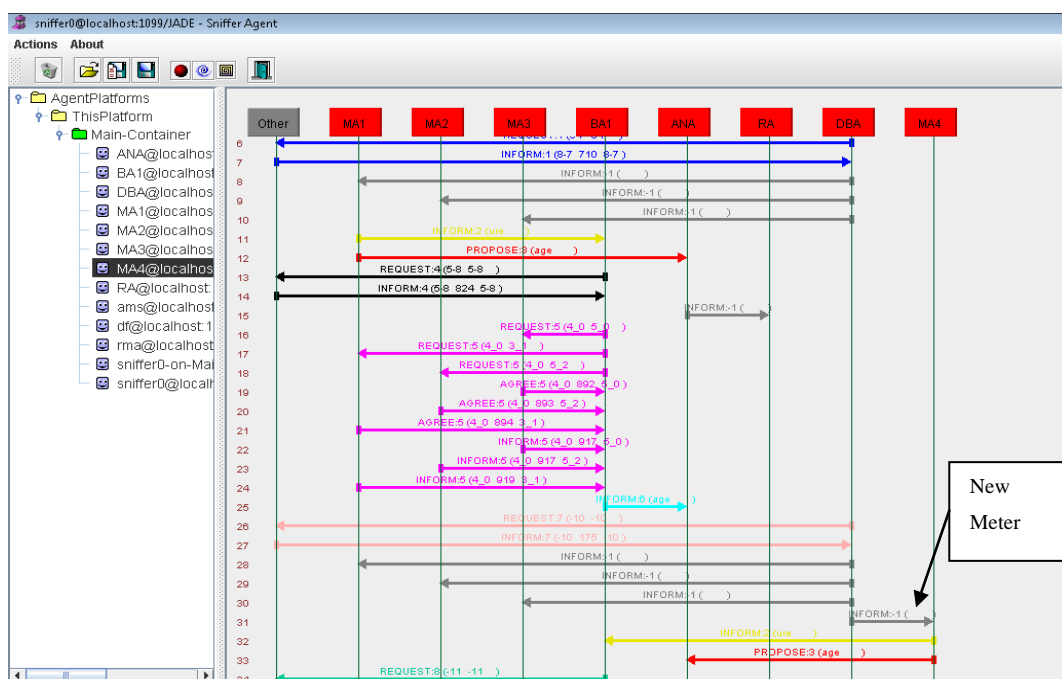 sniffer0@localhost:1099/JADE - Sniffer Agent
Actions About
AgentPlatforms
ThisPlatform
Main-Container
ANA@localhost
BA1@localhos
DBA@localhos
MA1@localhos
MA2@localhos
MA3@localhos
MA4@localhos
RA@localhost:
ams@localhost
df@localhost:1
rma@localhost
sniffer0-on-Mai
sniffer0@localh
Other MA1 MA2 MA3 BA1 ANA RA DBA MA4
6
7 INFORM:1 (8-7 710 8-7 )
8 INFORM:-1 ( )
9 INFORM:-1 ( )
10 INFORM:-1 ( )
11 INFORM:2 (ure )
12 PROPOSE:3 (age )
13 REQUEST:4 (5-8 5-8 )
14 INFORM:4 (5-8 824 5-8 )
15 INFORM:-1 ( )
16 REQUEST:5 (4_0 5_0 )
17 REQUEST:5 (4_0 3_1 )
18 REQUEST:5 (4_0 5_2 )
19 AGREE:5 (4_0 892 5_0 )
20 AGREE:5 (4_0 893 5_2 )
21 AGREE:5 (4_0 894 3_1 )
22 INFORM:5 (4_0 917 5_0 )
23 INFORM:5 (4_0 917 5_2 )
24 INFORM:5 (4_0 919 3_1 )
25 INFORM:6 (age )
26 REQUEST:7 (-10 -10 )
27 INFORM:7 (-10 175 -10 )
28 INFORM:-1 ( )
29 INFORM:-1 ( )
30 INFORM:-1 ( )
31 INFORM:-1 ( )
32 INFORM:2 (ure )
33 PROPOSE:3 (age )
REQUEST:8 (-11 -11 )
New
Meter